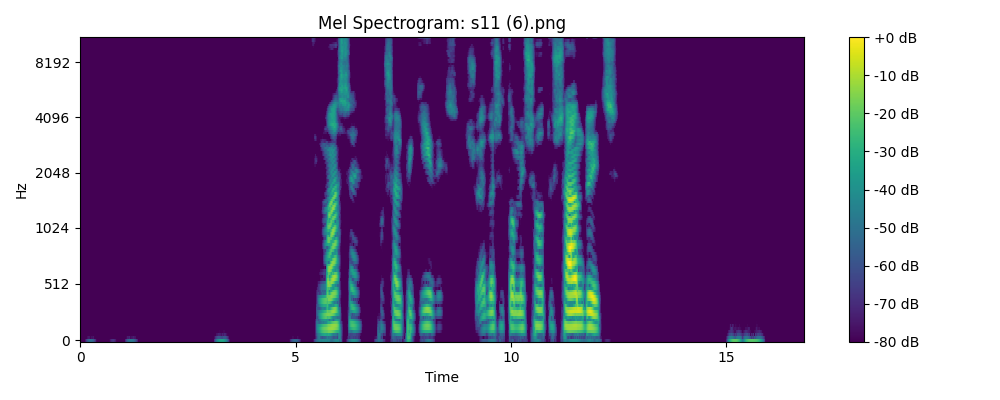 Mel Spectrogram: s11 (6).png
Hz
8192
4096
2048
1024
512
0
0 5 10 15
Time
+0 dB
-10 dB
-20 dB
-30 dB
-40 dB
-50 dB
-60 dB
-70 dB
-80 dB